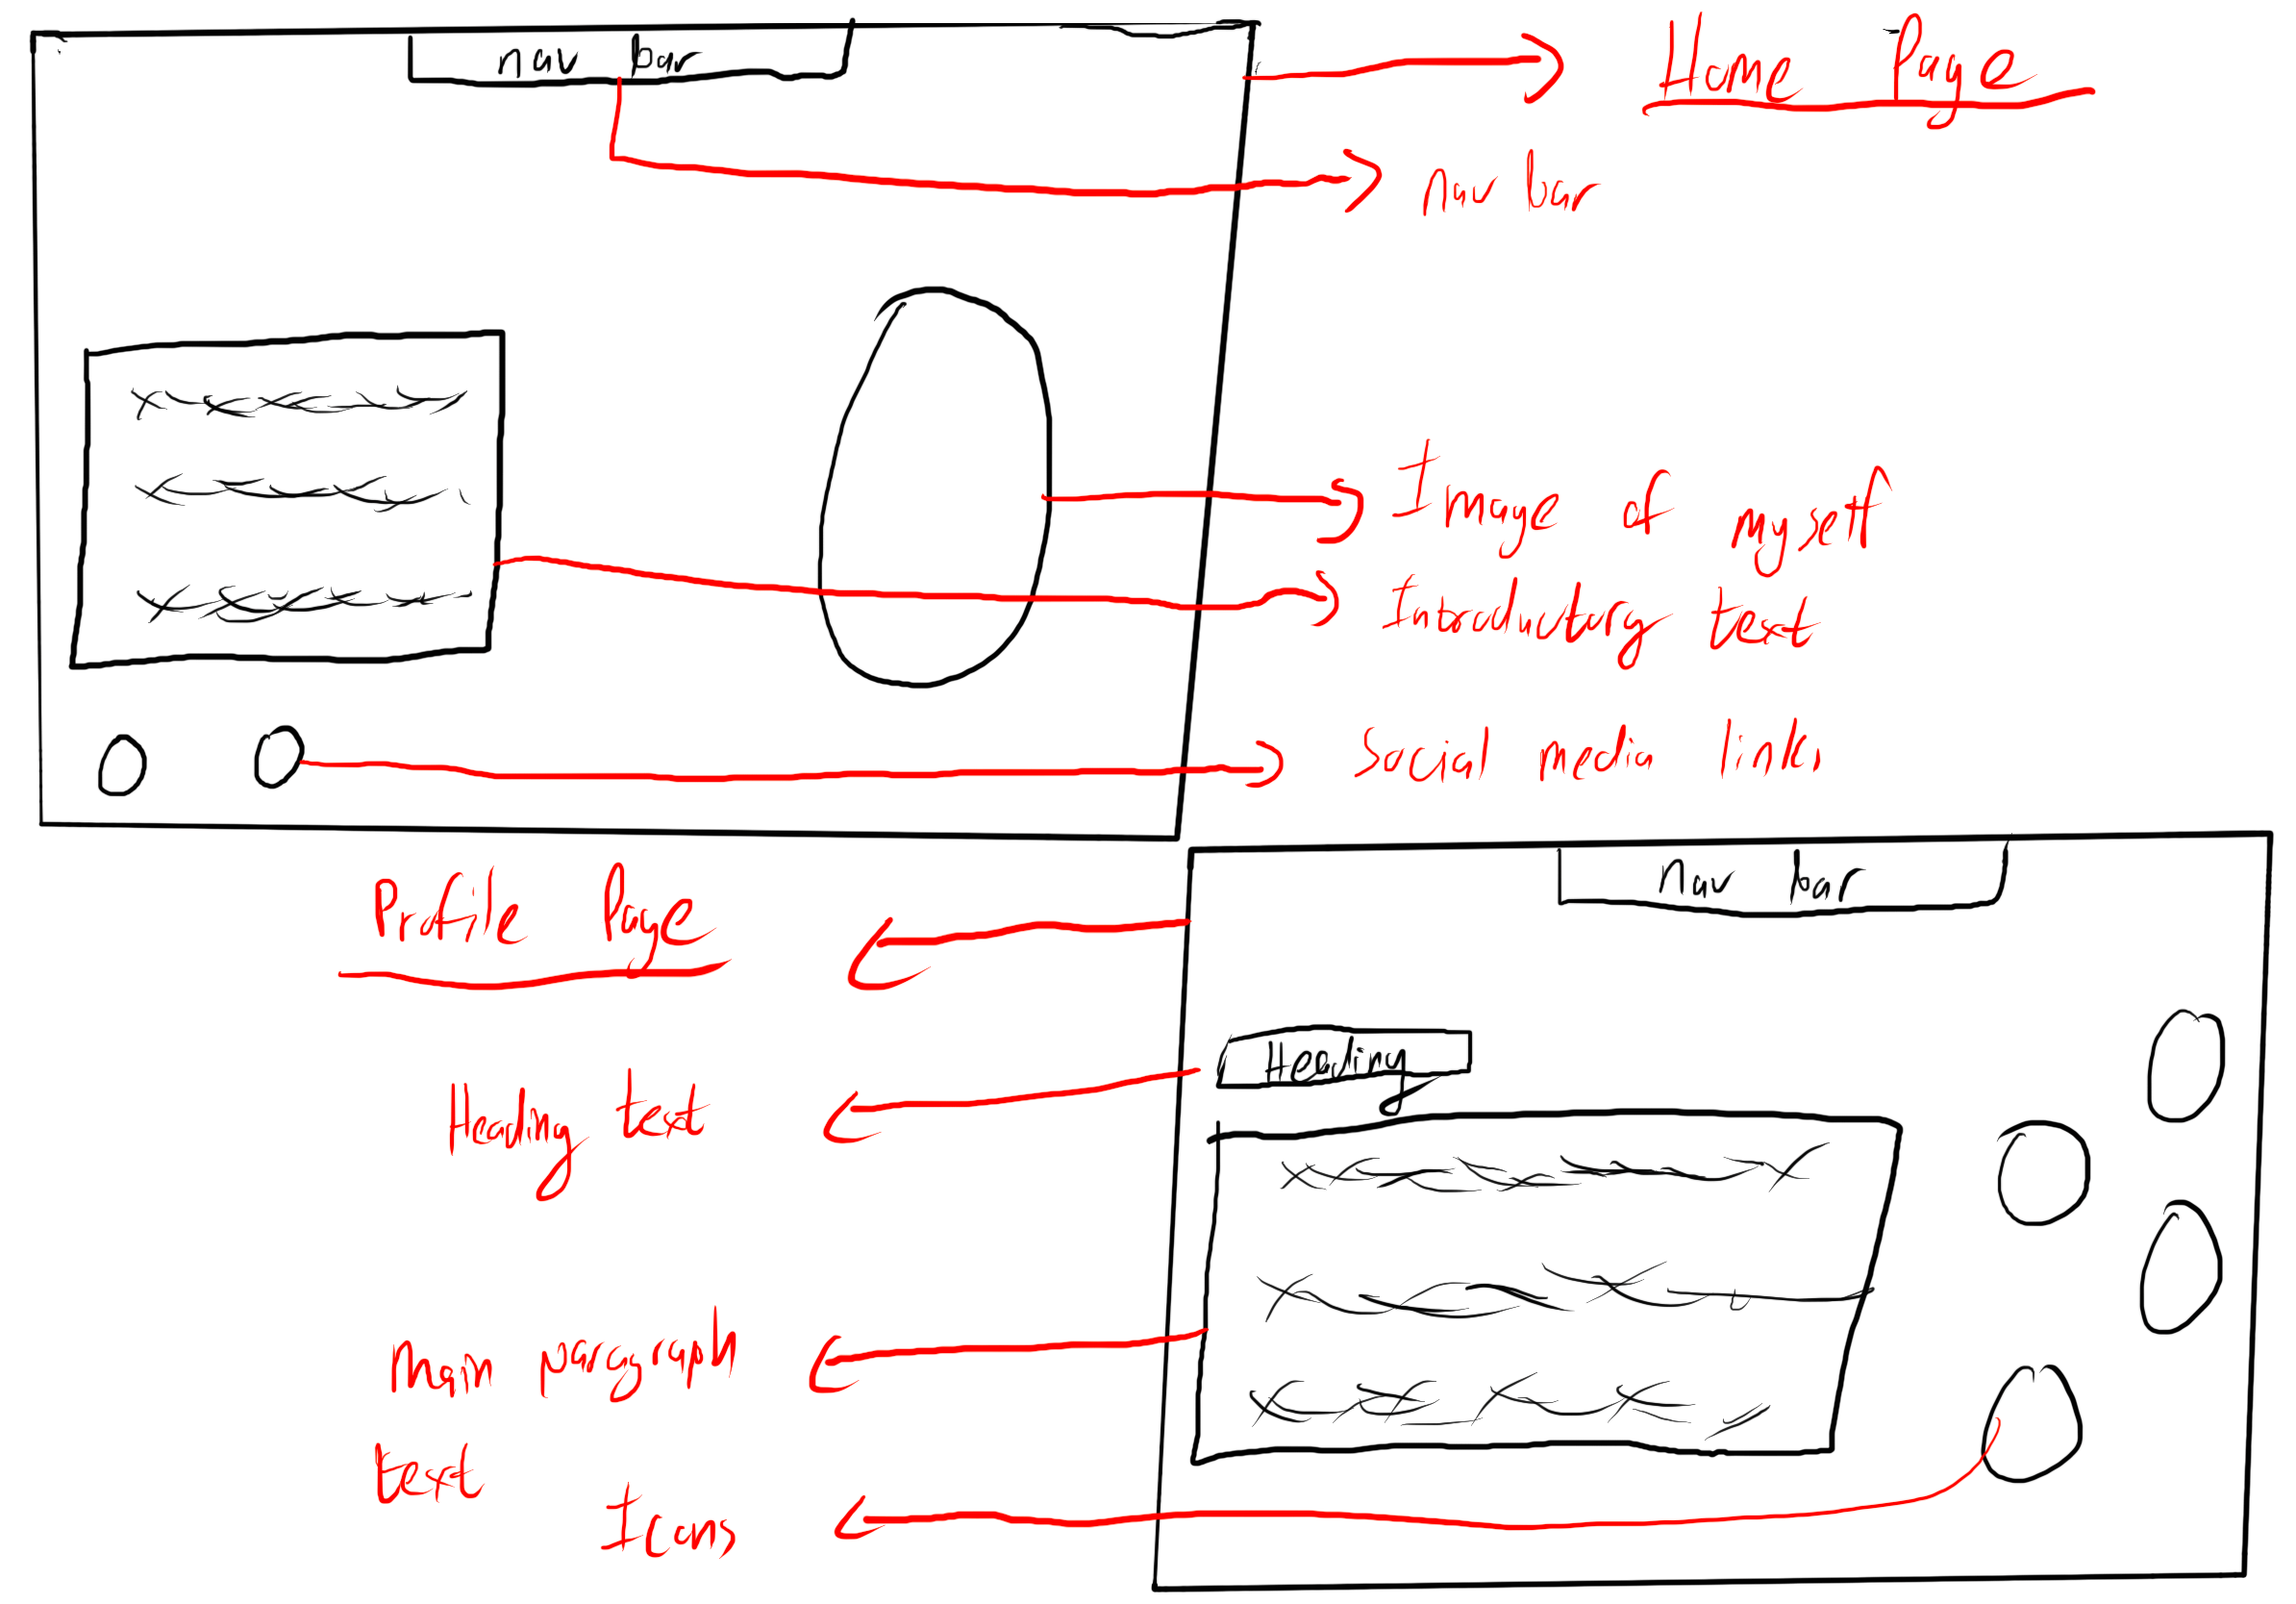 nav bar
Home Page
nav bar
Image of myself
Introductory text
Social media links
Profile Page
nav bar
Heading
Heading text
main paragraph
text
Icons